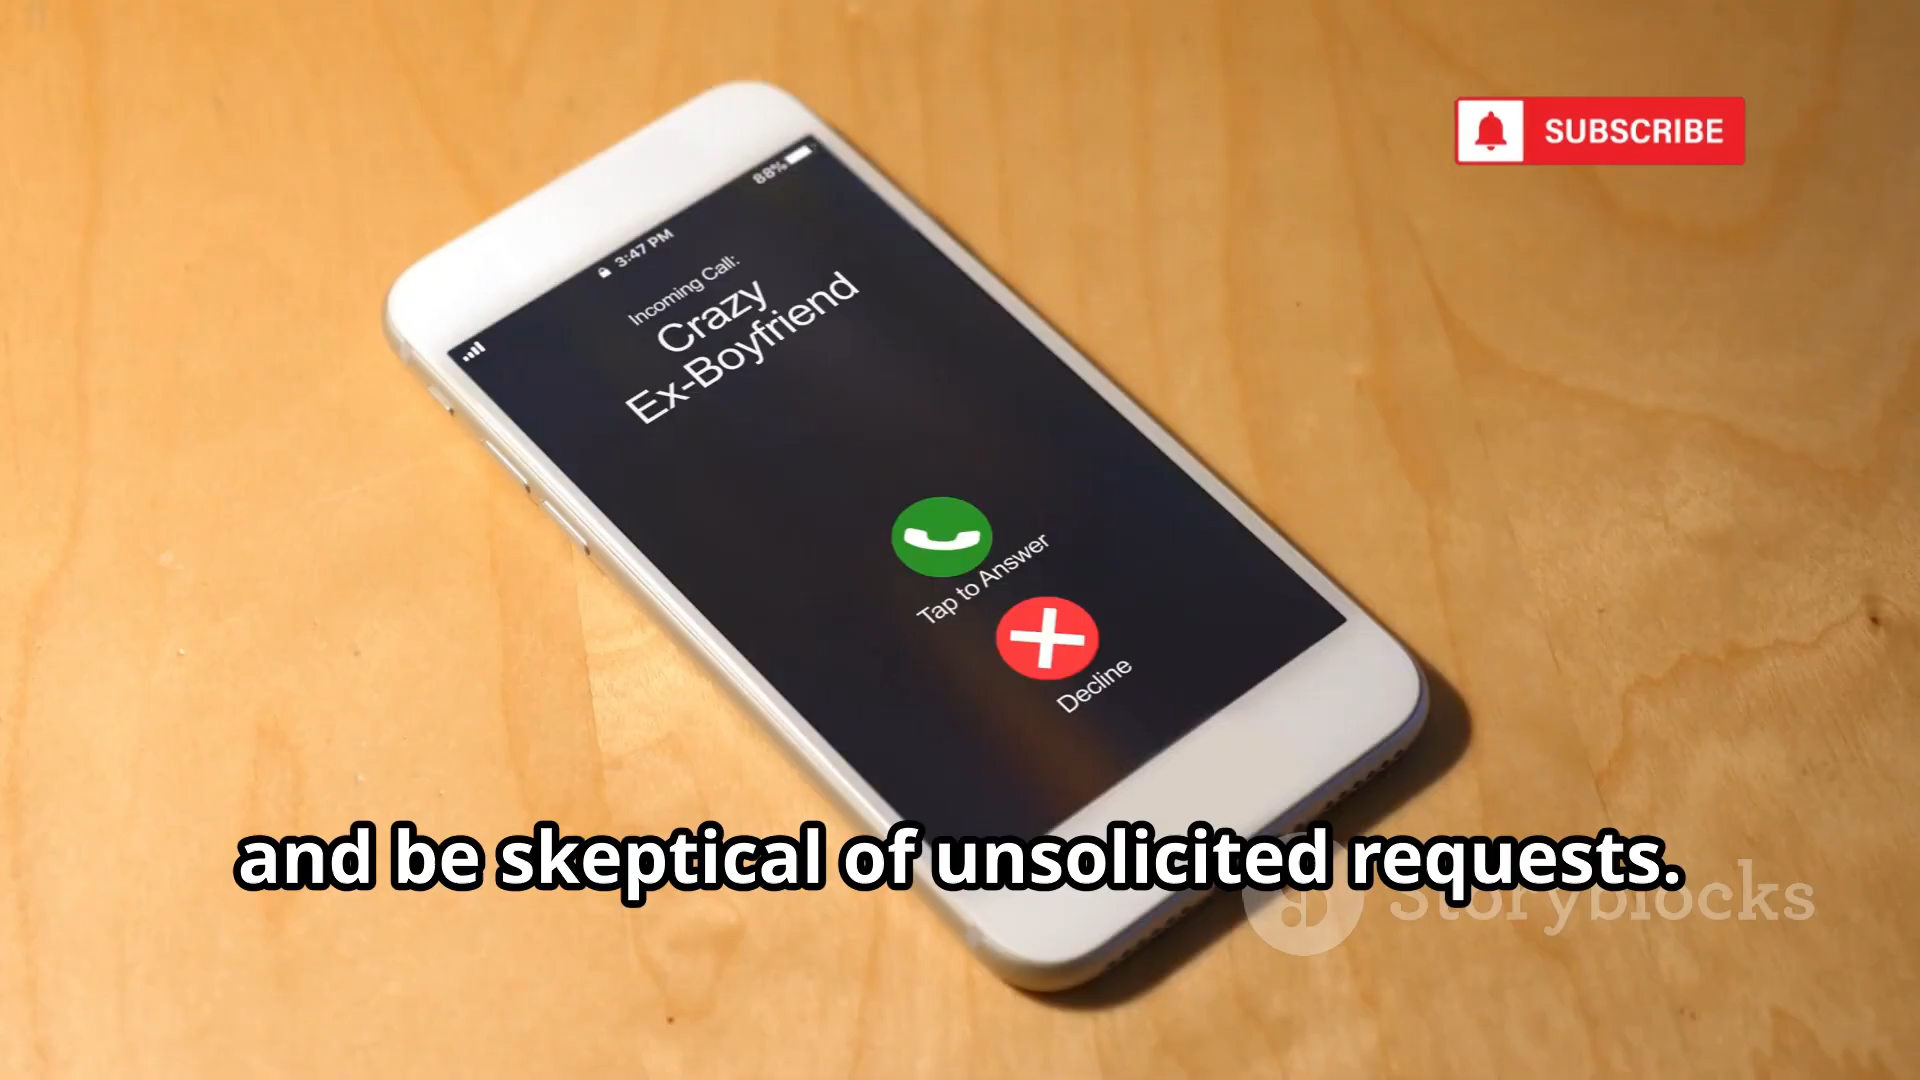 SUBSCRIBE
88%
3:47 PM
Incoming Call:
Crazy
Ex-Boyfriend
Tap to Answer
Decline
and be skeptical of unsolicited requests.
Storyblocks